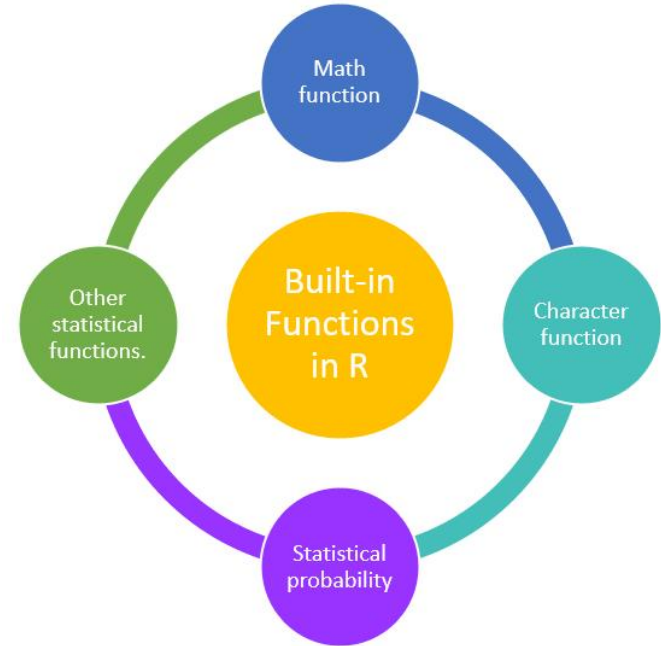 Math
function
Built-in
Functions
in R
Other
statistical
functions.
Character
function
Statistical
probability